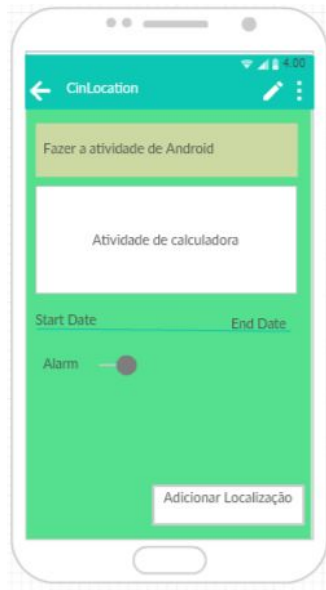 4.00
CinLocation
Fazer a atividade de Android
Atividade de calculadora
Start Date
End Date
Alarm
Adicionar Localização